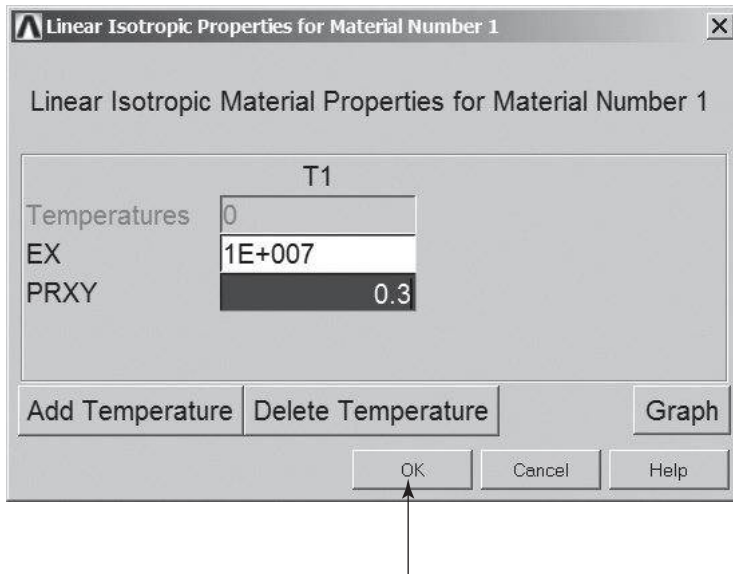 Linear Isotropic Properties for Material Number 1
Linear Isotropic Material Properties for Material Number 1
T1
Temperatures 0
EX 1E+007
PRXY 0.3
Add Temperature Delete Temperature Graph
OK Cancel Help